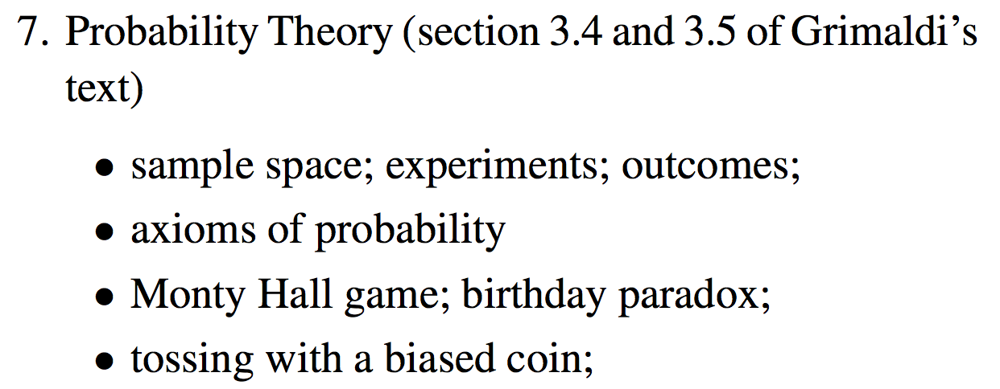 7. Probability Theory (section 3.4 and 3.5 of Grimaldi’s
text)
• sample space; experiments; outcomes;
• axioms of probability
• Monty Hall game; birthday paradox;
• tossing with a biased coin;